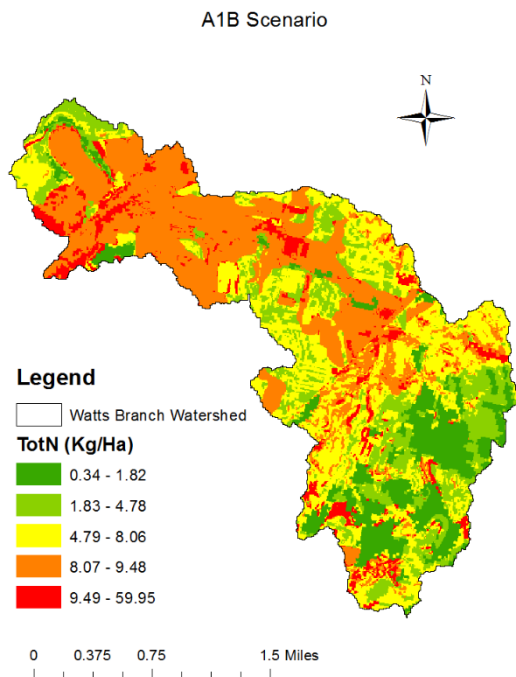 A1B Scenario
N
Legend
Watts Branch Watershed
TotN (Kg/Ha)
0.34 - 1.82
1.83 - 4.78
4.79 - 8.06
8.07 - 9.48
9.49 - 59.95
0 0.375 0.75 1.5 Miles